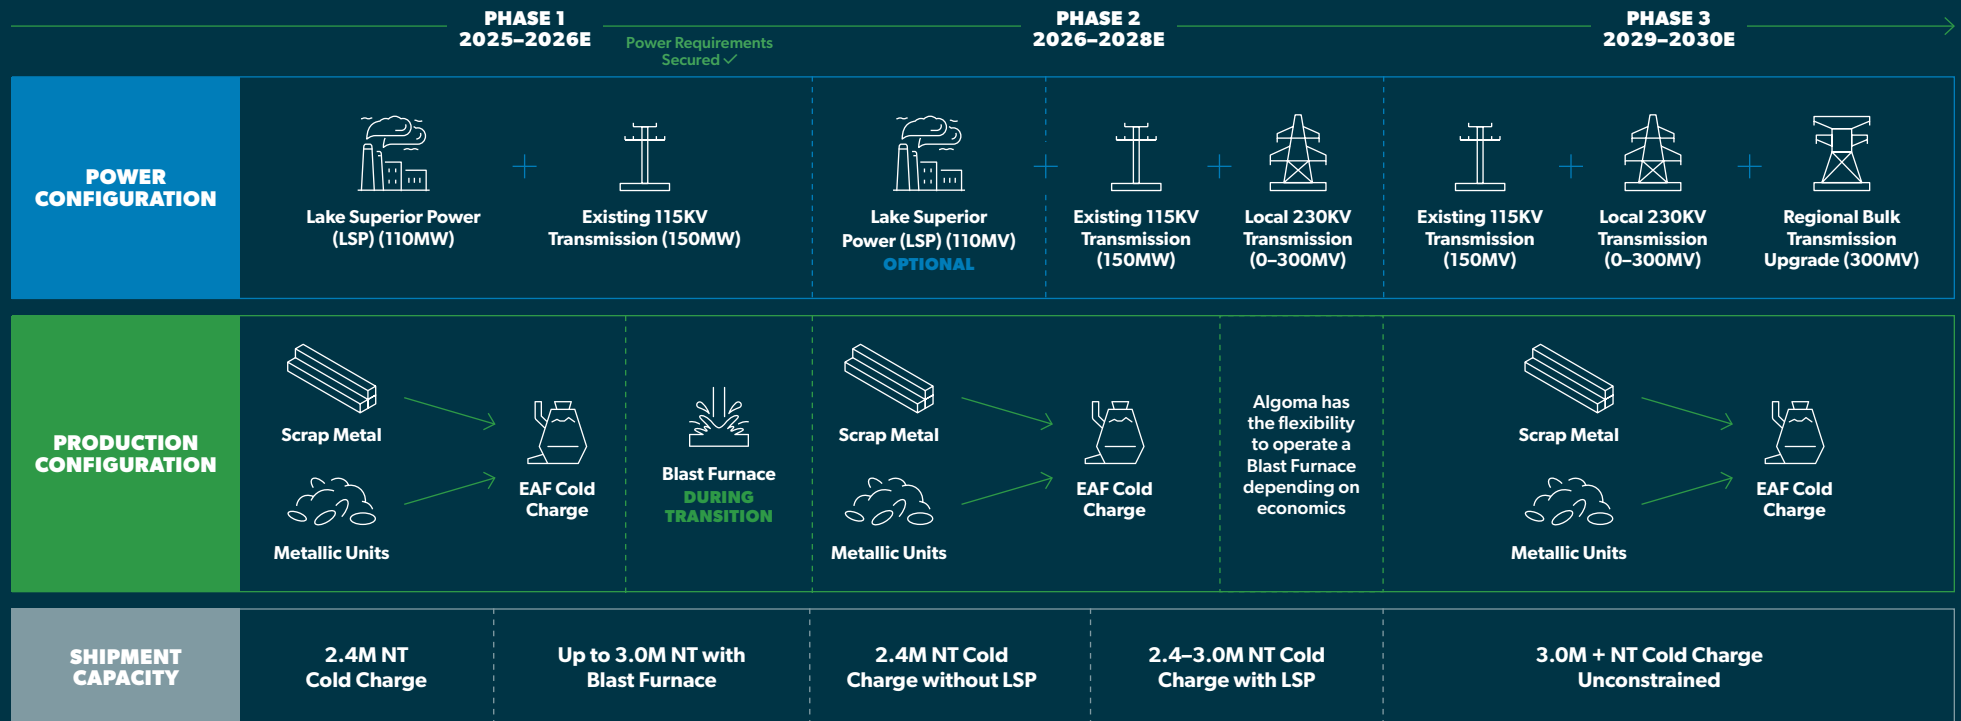 PHASE 1
2025–2026E
Power Requirements
Secured ✓
PHASE 2
2026–2028E
PHASE 3
2029–2030E
POWER
CONFIGURATION
Lake Superior Power
(LSP) (110MW)
Existing 115KV
Transmission (150MW)
Lake Superior
Power (LSP) (110MV)
OPTIONAL
Existing 115KV
Transmission
(150MW)
Local 230KV
Transmission
(0–300MV)
Existing 115KV
Transmission
(150MV)
Local 230KV
Transmission
(0–300MV)
Regional Bulk
Transmission
Upgrade (300MV)
PRODUCTION
CONFIGURATION
Scrap Metal
Metallic Units
EAF Cold
Charge
Blast Furnace
DURING
TRANSITION
Scrap Metal
Metallic Units
EAF Cold
Charge
Algoma has
the flexibility
to operate a
Blast Furnace
depending on
economics
Scrap Metal
Metallic Units
EAF Cold
Charge
SHIPMENT
CAPACITY
2.4M NT
Cold Charge
Up to 3.0M NT with
Blast Furnace
2.4M NT Cold
Charge without LSP
2.4–3.0M NT Cold
Charge with LSP
3.0M + NT Cold Charge
Unconstrained